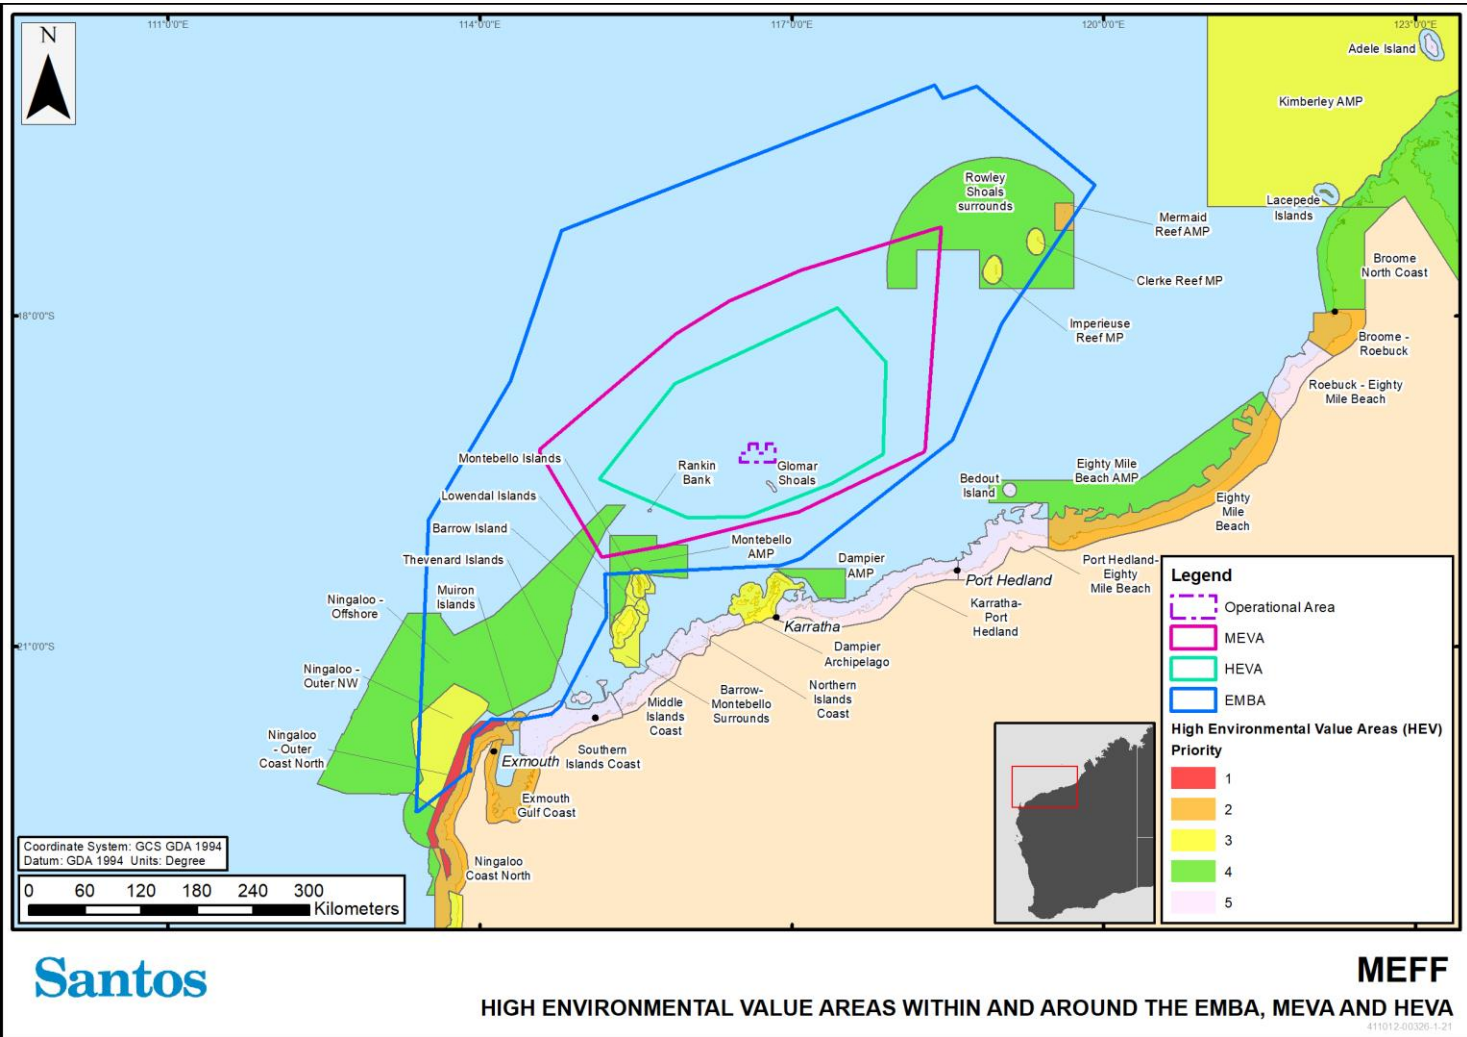 111°0'0"E
114°0'0"E
117°0'0"E
120°0'0"E
123°0'0"E
N
Adele Island
Kimberley AMP
Rowley
Shoals
surrounds
Lacepede
Islands
Mermaid
Reef AMP
Broome
North Coast
Clerke Reef MP
18°0'0"S
Imperieuse
Reef MP
Broome -
Roebuck
Roebuck - Eighty
Mile Beach
Montebello Islands
Rankin
Bank
Glomar
Shoals
Bedout
Island
Eighty Mile
Beach AMP
Lowendal Islands
Eighty
Mile
Beach
Barrow Island
Montebello
AMP
Thevenard Islands
Dampier
AMP
Port Hedland-
Eighty
Mile Beach
Port Hedland
Muiron
Islands
Ningaloo -
Offshore
Karratha-
Port
Hedland
Karratha
21°0'0"S
Dampier
Archipelago
Ningaloo -
Outer NW
Northern
Islands
Coast
Barrow-
Montebello
Surrounds
Middle
Islands
Coast
Ningaloo
- Outer
Coast North
Southern
Islands Coast
Exmouth
Exmouth
Gulf Coast
Ningaloo
Coast North
Legend
Operational Area
MEVA
HEVA
EMBA
High Environmental Value Areas (HEV)
Priority
1
2
3
4
5
Coordinate System: GCS GDA 1994
Datum: GDA 1994 Units: Degree
0 60 120 180 240 300
Kilometers
Santos
MEFF
HIGH ENVIRONMENTAL VALUE AREAS WITHIN AND AROUND THE EMBA, MEVA AND HEVA
411012-00326-1-21